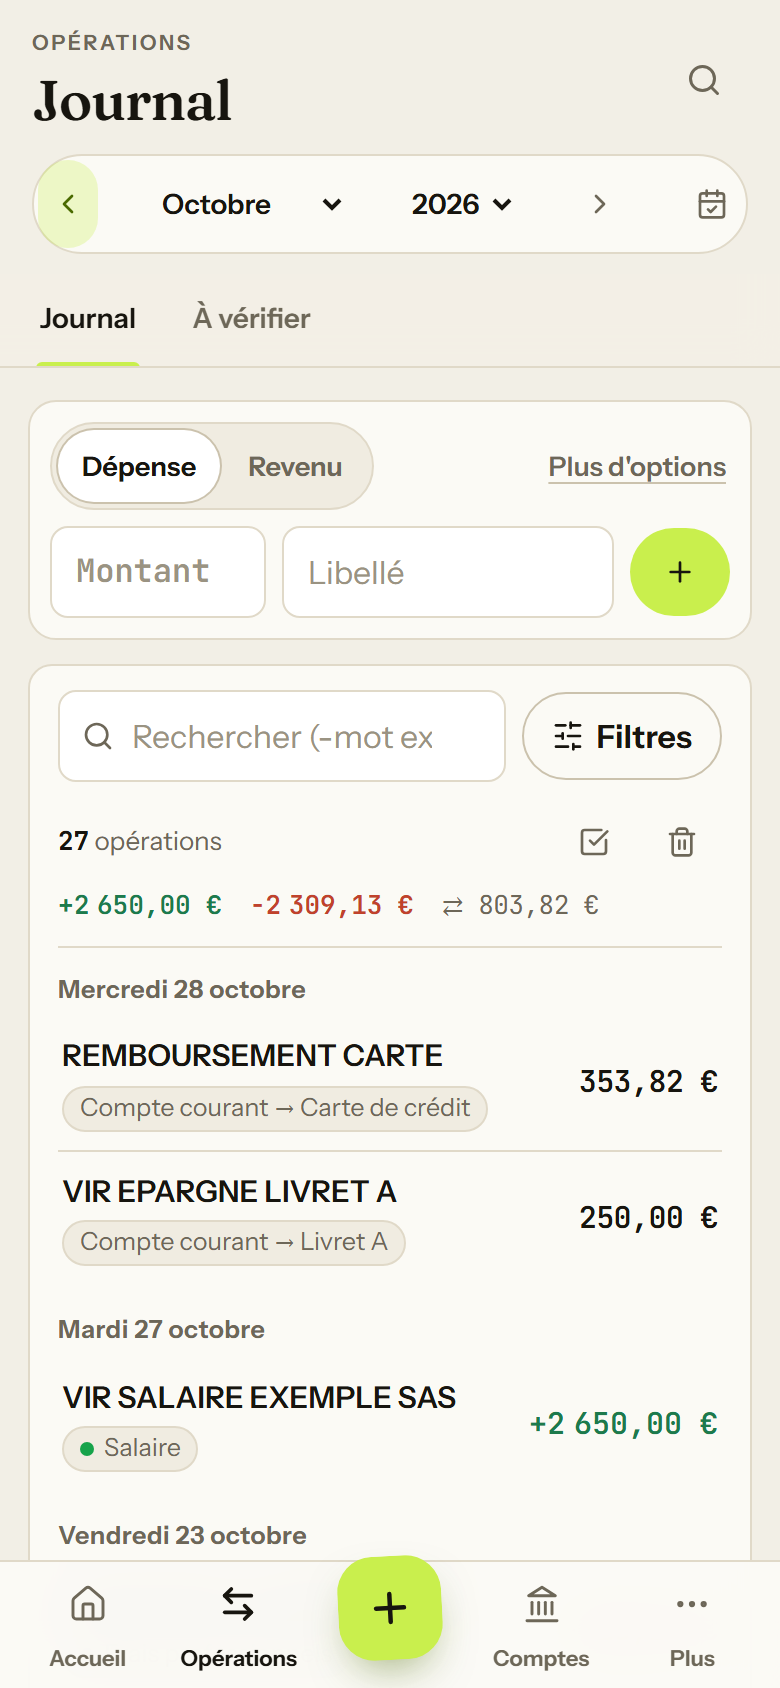 OPÉRATIONS
Journal
Octobre 2026
Journal À vérifier
Dépense Revenu Plus d'options
Montant Libellé
Rechercher (-mot ex Filtres
27 opérations
+2 650,00 € -2 309,13 € ⇄ 803,82 €
Mercredi 28 octobre
REMBOURSEMENT CARTE
353,82 €
Compte courant → Carte de crédit
VIR EPARGNE LIVRET A
250,00 €
Compte courant → Livret A
Mardi 27 octobre
VIR SALAIRE EXEMPLE SAS
+2 650,00 €
Salaire
Vendredi 23 octobre
Accueil Opérations Comptes Plus